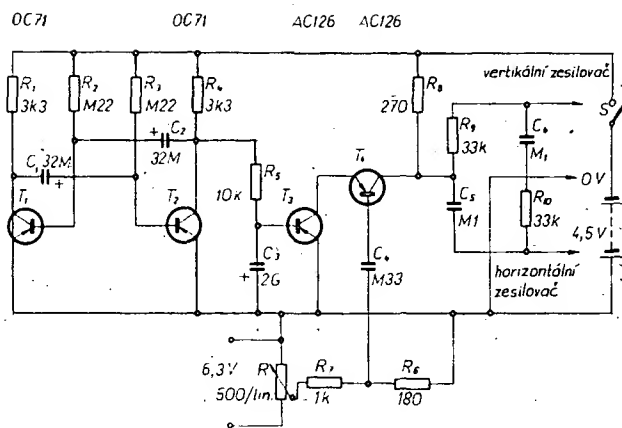 OC71 OC71 AC126 AC126
R1
3k3
R2
M22
R3
M22
R4
3k3
C1 32M
+
+ C2
32M
T1
T2
R5
10k
C3
+
2G
T3
T4
C4
M33
R8
270
R9
33k
C5
M1
C4
M1
R10
33k
vertikální zesilovač
S
0V
4,5V
horizontální
zesilovač
6,3V
R
500/lin.
R7
1k
R6
180